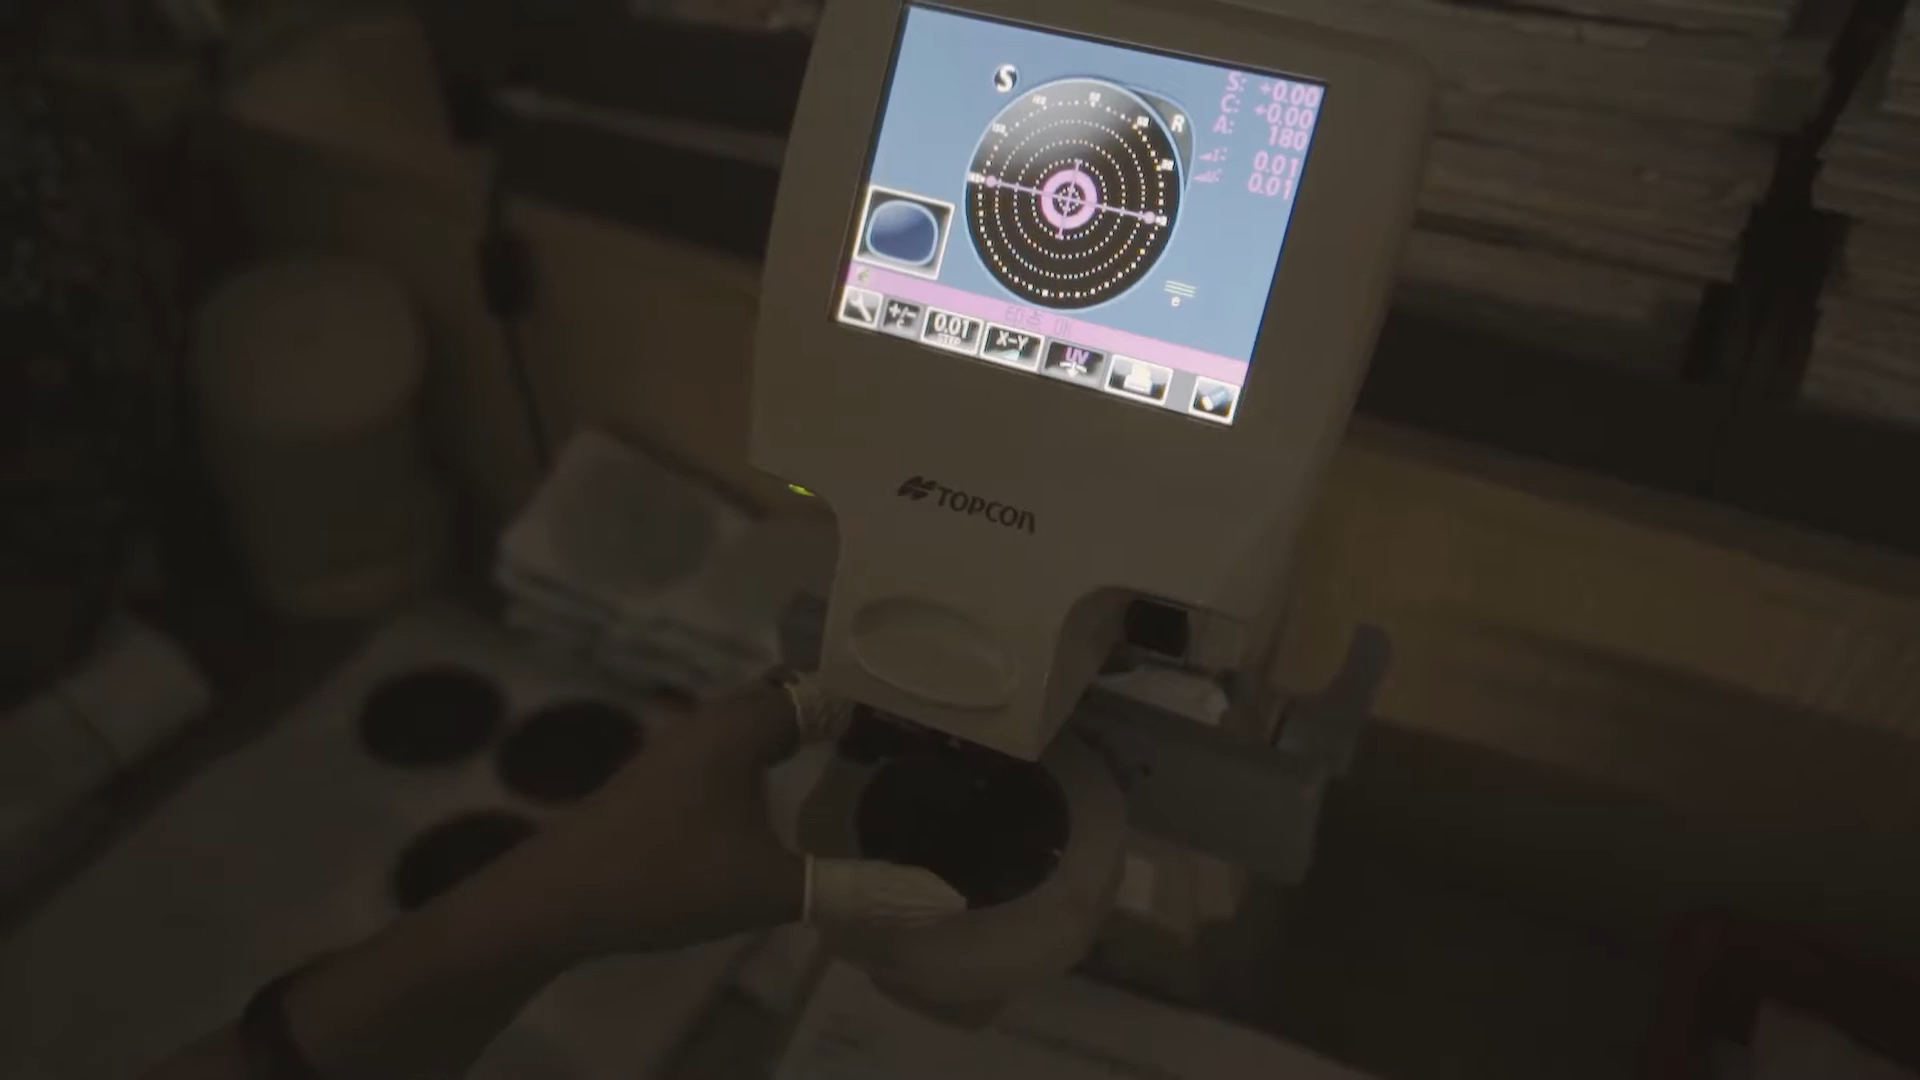 S
R
S: +0.00
C: +0.00
A: 180
0.01
0.01
e
+/-
C
0.01
STEP
X-Y
UV
TOPCON